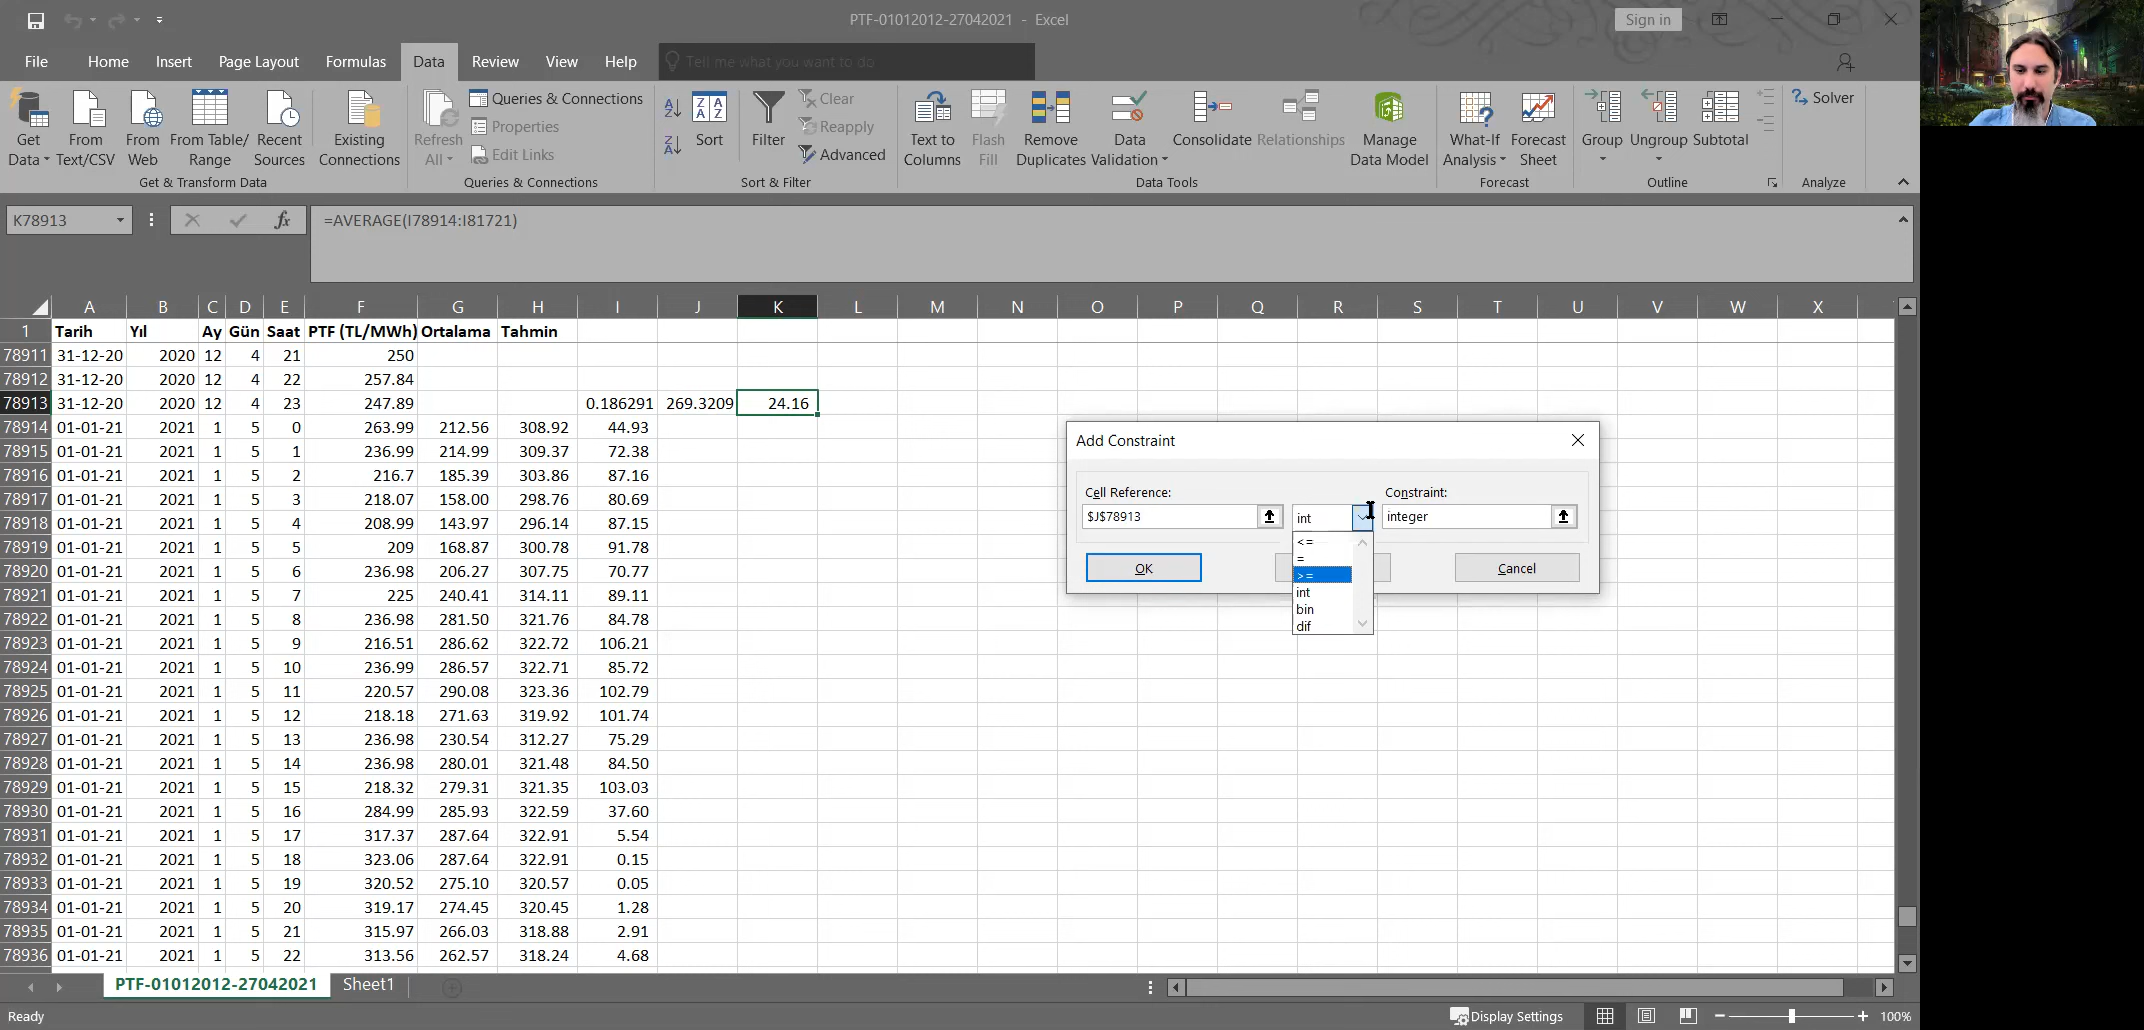 PTF-01012012-27042021 - Excel
Sign in
File Home Insert Page Layout Formulas Data Review View Help Tell me what you want to do
Get Data From Text/CSV From Web From Table/ Range Recent Sources Existing Connections
Get & Transform Data
Refresh All Queries & Connections Properties Edit Links
Queries & Connections
Sort Filter Clear Reapply Advanced
Sort & Filter
Text to Columns Flash Fill Remove Duplicates Data Validation Consolidate Relationships Manage Data Model
Data Tools
What-If Analysis Forecast Sheet
Forecast
Group Ungroup Subtotal
Outline
Solver
Analyze
K78913 fx =AVERAGE(I78914:I81721)
A B C D E F G H I J K L M N O P Q R S T U V W X
1 Tarih Yıl Ay Gün Saat PTF (TL/MWh) Ortalama Tahmin
78911 31-12-20 2020 12 4 21 250
78912 31-12-20 2020 12 4 22 257.84
78913 31-12-20 2020 12 4 23 247.89 0.186291 269.3209 24.16
78914 01-01-21 2021 1 5 0 263.99 212.56 308.92 44.93
78915 01-01-21 2021 1 5 1 236.99 214.99 309.37 72.38
78916 01-01-21 2021 1 5 2 216.7 185.39 303.86 87.16
78917 01-01-21 2021 1 5 3 218.07 158.00 298.76 80.69
78918 01-01-21 2021 1 5 4 208.99 143.97 296.14 87.15
78919 01-01-21 2021 1 5 5 209 168.87 300.78 91.78
78920 01-01-21 2021 1 5 6 236.98 206.27 307.75 70.77
78921 01-01-21 2021 1 5 7 225 240.41 314.11 89.11
78922 01-01-21 2021 1 5 8 236.98 281.50 321.76 84.78
78923 01-01-21 2021 1 5 9 216.51 286.62 322.72 106.21
78924 01-01-21 2021 1 5 10 236.99 286.57 322.71 85.72
78925 01-01-21 2021 1 5 11 220.57 290.08 323.36 102.79
78926 01-01-21 2021 1 5 12 218.18 271.63 319.92 101.74
78927 01-01-21 2021 1 5 13 236.98 230.54 312.27 75.29
78928 01-01-21 2021 1 5 14 236.98 280.01 321.48 84.50
78929 01-01-21 2021 1 5 15 218.32 279.31 321.35 103.03
78930 01-01-21 2021 1 5 16 284.99 285.93 322.59 37.60
78931 01-01-21 2021 1 5 17 317.37 287.64 322.91 5.54
78932 01-01-21 2021 1 5 18 323.06 287.64 322.91 0.15
78933 01-01-21 2021 1 5 19 320.52 275.10 320.57 0.05
78934 01-01-21 2021 1 5 20 319.17 274.45 320.45 1.28
78935 01-01-21 2021 1 5 21 315.97 266.03 318.88 2.91
78936 01-01-21 2021 1 5 22 313.56 262.57 318.24 4.68
Add Constraint
Cell Reference: Constraint:
$J$78913 int integer
<=
=
>=
int
bin
dif
OK Cancel
PTF-01012012-27042021 Sheet1
Ready Display Settings 100%